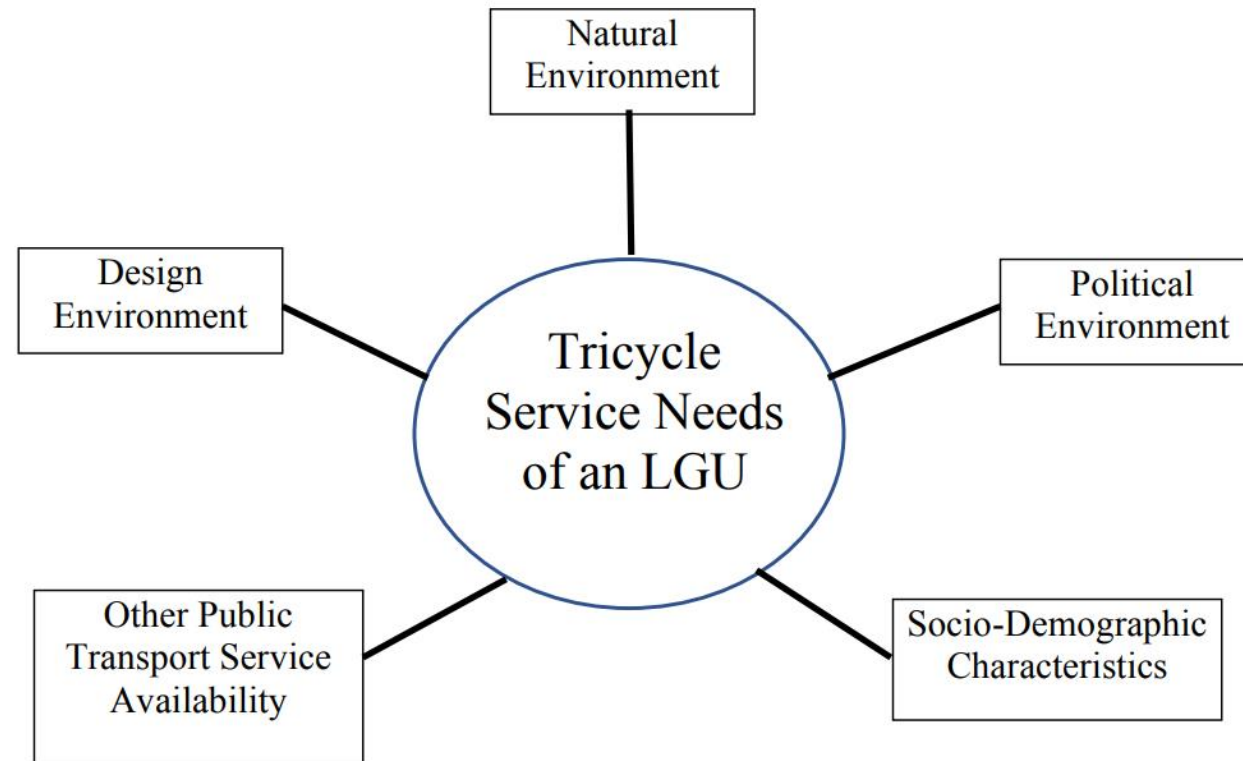 Natural
Environment
Design
Environment
Political
Environment
Tricycle
Service Needs
of an LGU
Other Public
Transport Service
Availability
Socio-Demographic
Characteristics